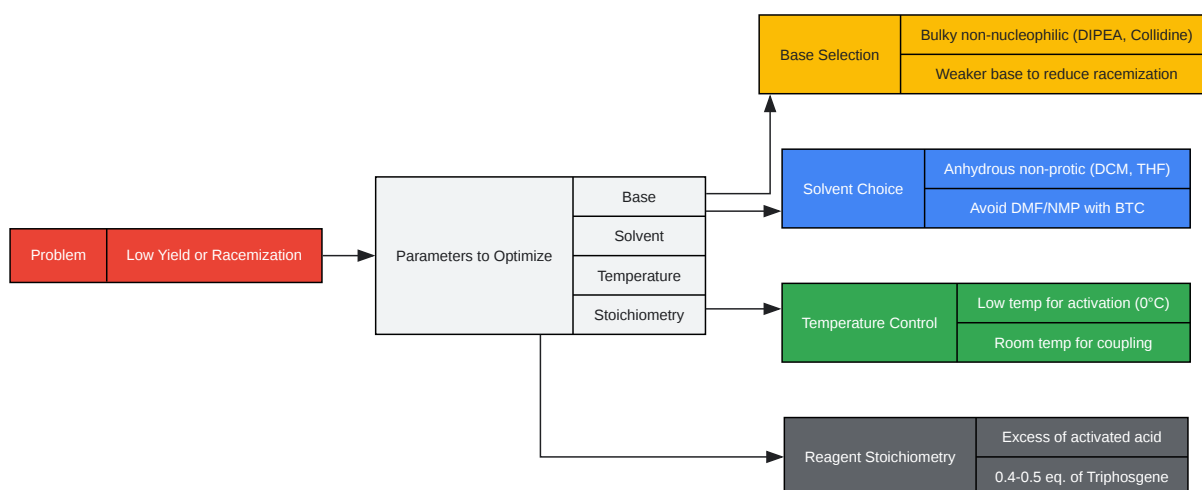 Problem
Low Yield or Racemization
Parameters to Optimize
Base
Solvent
Temperature
Stoichiometry
Base Selection
Bulky non-nucleophilic (DIPEA, Collidine)
Weaker base to reduce racemization
Solvent Choice
Anhydrous non-protic (DCM, THF)
Avoid DMF/NMP with BTC
Temperature Control
Low temp for activation (0°C)
Room temp for coupling
Reagent Stoichiometry
Excess of activated acid
0.4-0.5 eq. of Triphosgene